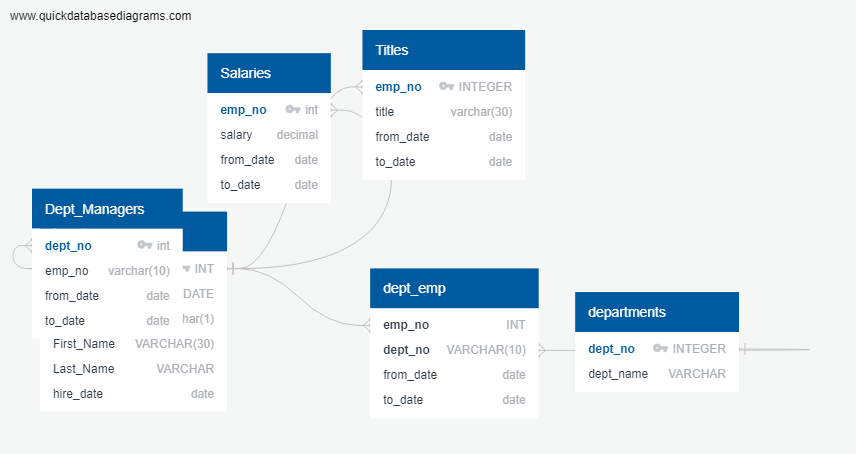 www.quickdatabasediagrams.com
Titles
emp_no INTEGER
title varchar(30)
from_date date
to_date date
Salaries
emp_no int
salary decimal
from_date date
to_date date
Dept_Managers
dept_no int
emp_no varchar(10)
from_date date
to_date date
INT
DATE
har(1)
First_Name VARCHAR(30)
Last_Name VARCHAR
hire_date date
dept_emp
emp_no INT
dept_no VARCHAR(10)
from_date date
to_date date
departments
dept_no INTEGER
dept_name VARCHAR